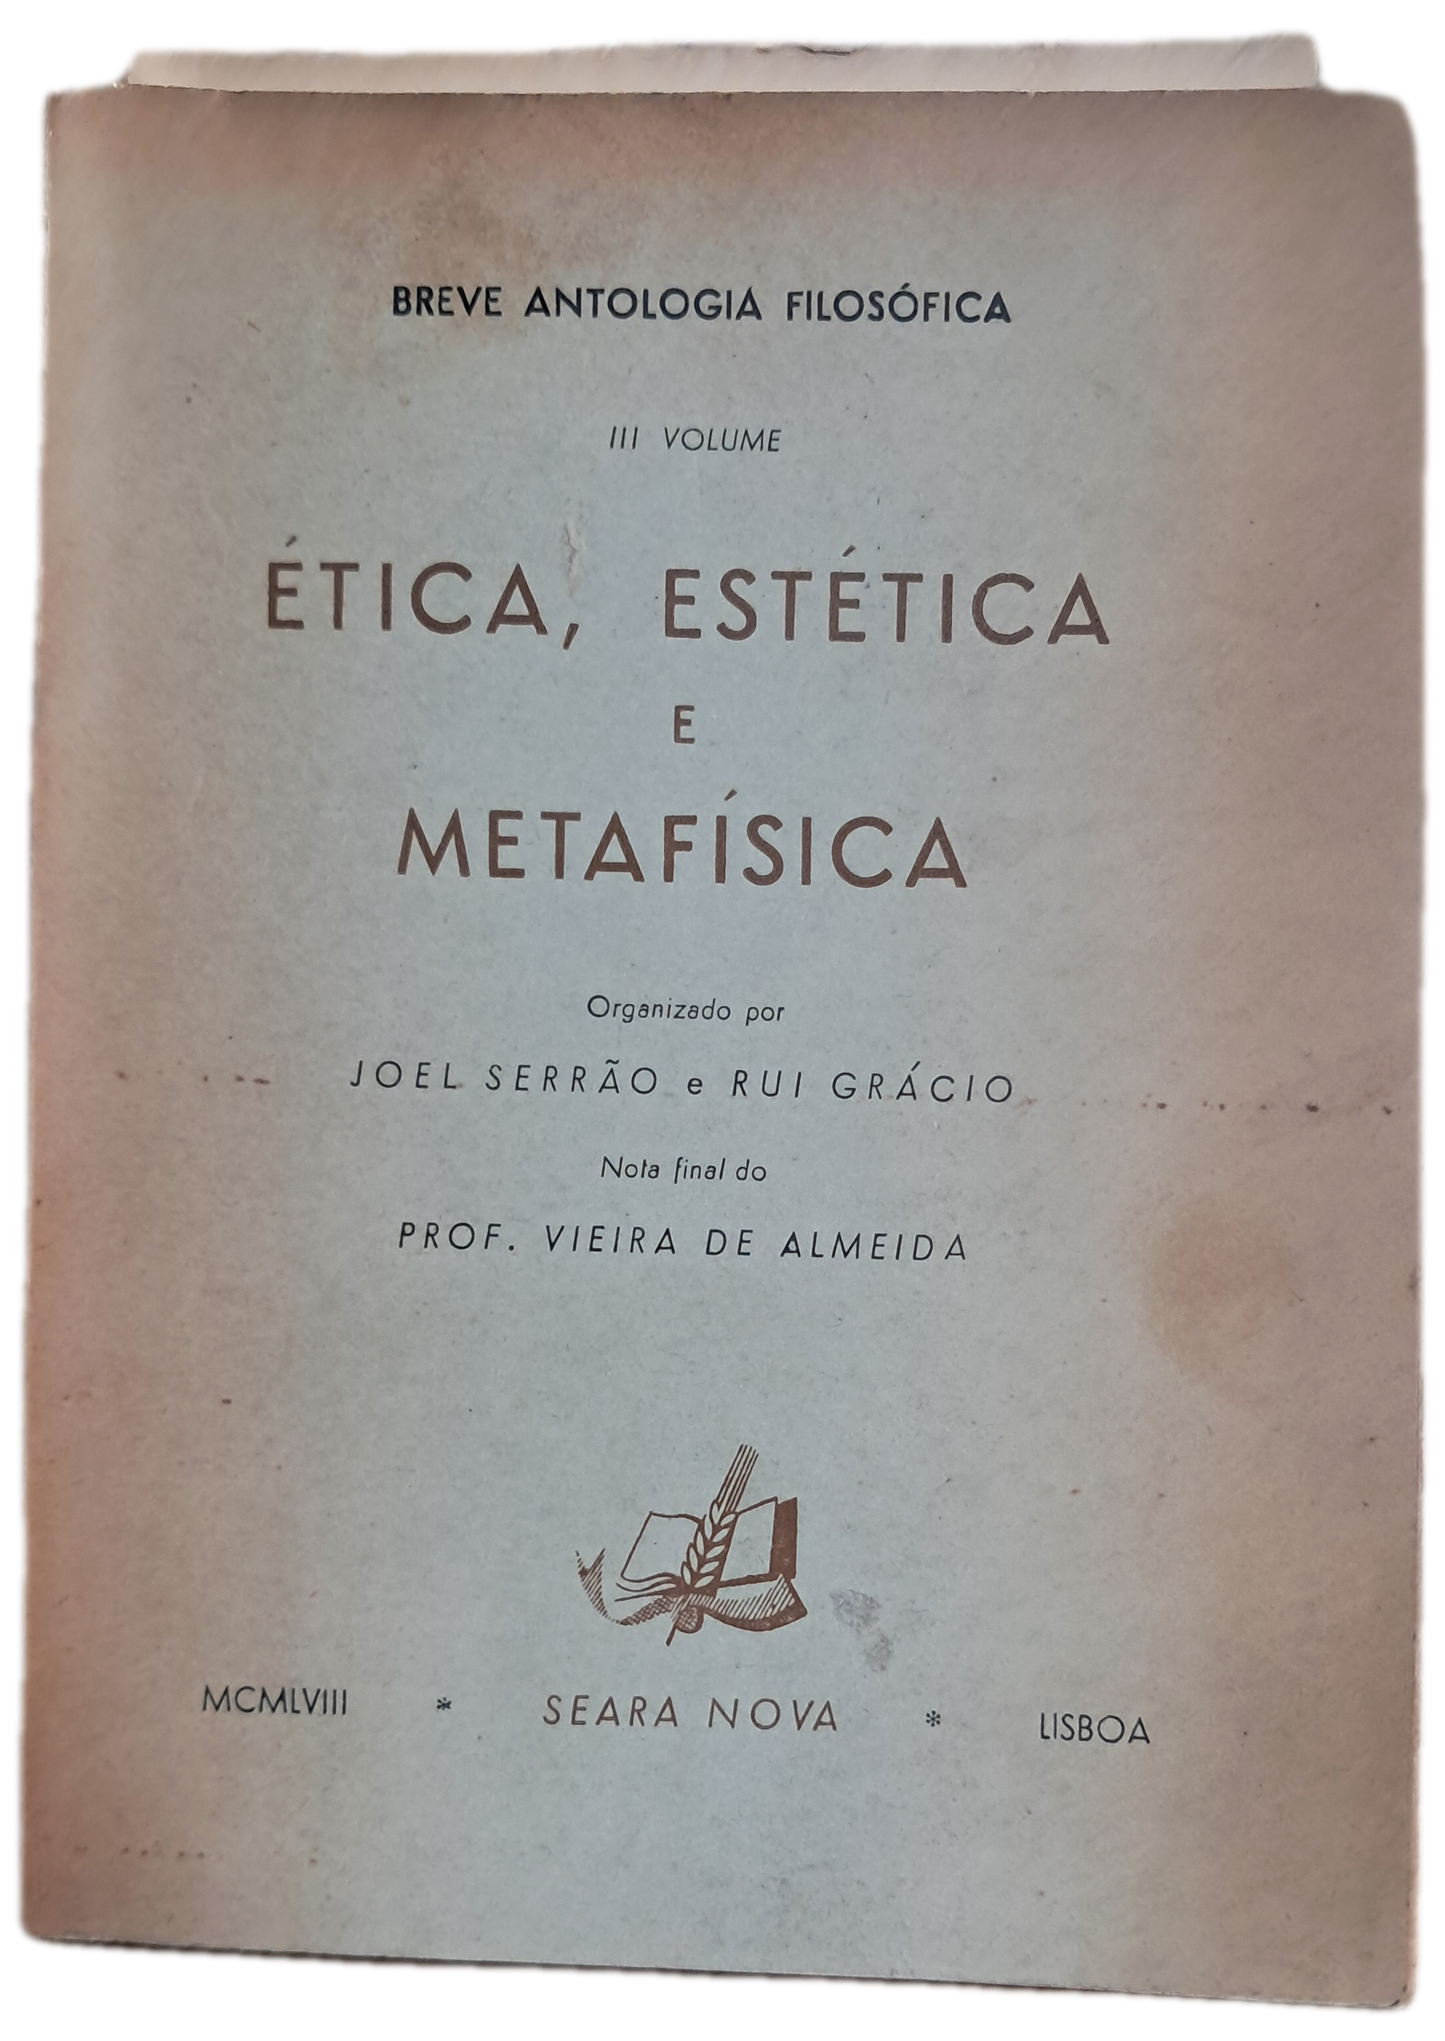 BREVE ANTOLOGIA FILOSÓFICA
III VOLUME
ÉTICA, ESTÉTICA
E
METAFÍSICA
Organizado por
JOEL SERRÃO e RUI GRÁCIO
Nota final do
PROF. VIEIRA DE ALMEIDA
MCMLVIII * SEARA NOVA * LISBOA